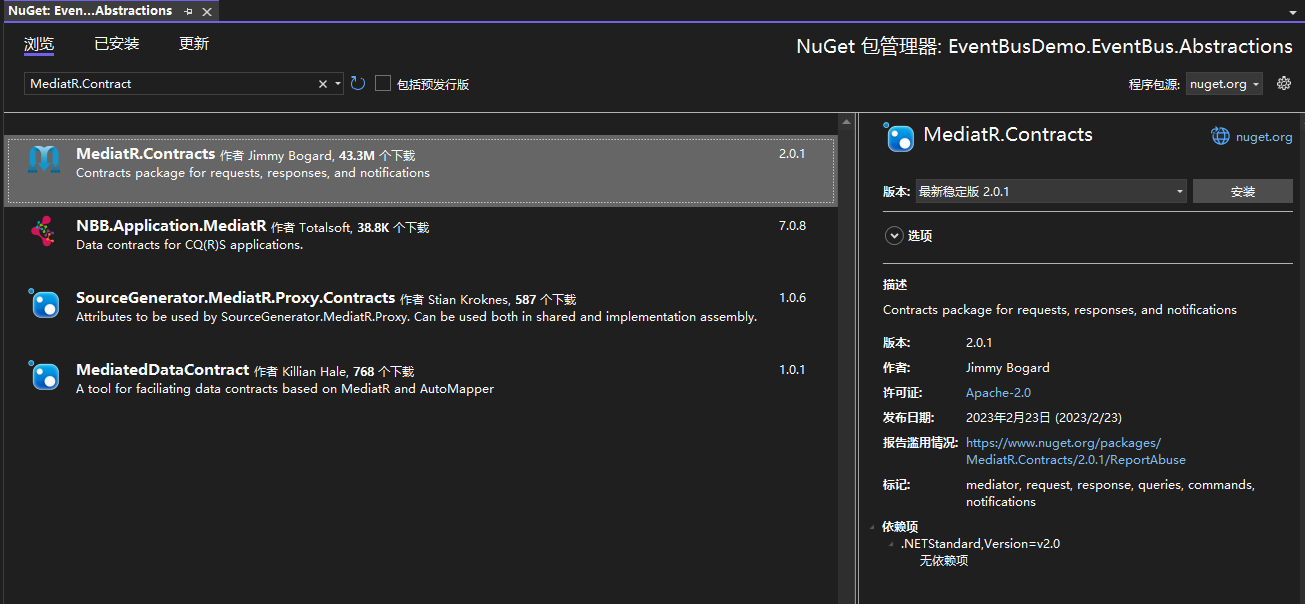 NuGet: Even...Abstractions
浏览 已安装 更新
NuGet 包管理器: EventBusDemo.EventBus.Abstractions
MediatR.Contract
包括预发行版
程序包源: nuget.org
MediatR.Contracts 作者 Jimmy Bogard, 43.3M 个下载 2.0.1
Contracts package for requests, responses, and notifications
NBB.Application.MediatR 作者 Totalsoft, 38.8K 个下载 7.0.8
Data contracts for CQ(R)S applications.
SourceGenerator.MediatR.Proxy.Contracts 作者 Stian Kroknes, 587 个下载 1.0.6
Attributes to be used by SourceGenerator.MediatR.Proxy. Can be used both in shared and implementation assembly.
MediatedDataContract 作者 Killian Hale, 768 个下载 1.0.1
A tool for faciliating data contracts based on MediatR and AutoMapper
MediatR.Contracts
nuget.org
版本: 最新稳定版 2.0.1 安装
选项
描述
Contracts package for requests, responses, and notifications
版本: 2.0.1
作者: Jimmy Bogard
许可证: Apache-2.0
发布日期: 2023年2月23日 (2023/2/23)
报告滥用情况: https://www.nuget.org/packages/
MediatR.Contracts/2.0.1/ReportAbuse
标记: mediator, request, response, queries, commands,
notifications
依赖项
.NETStandard,Version=v2.0
无依赖项